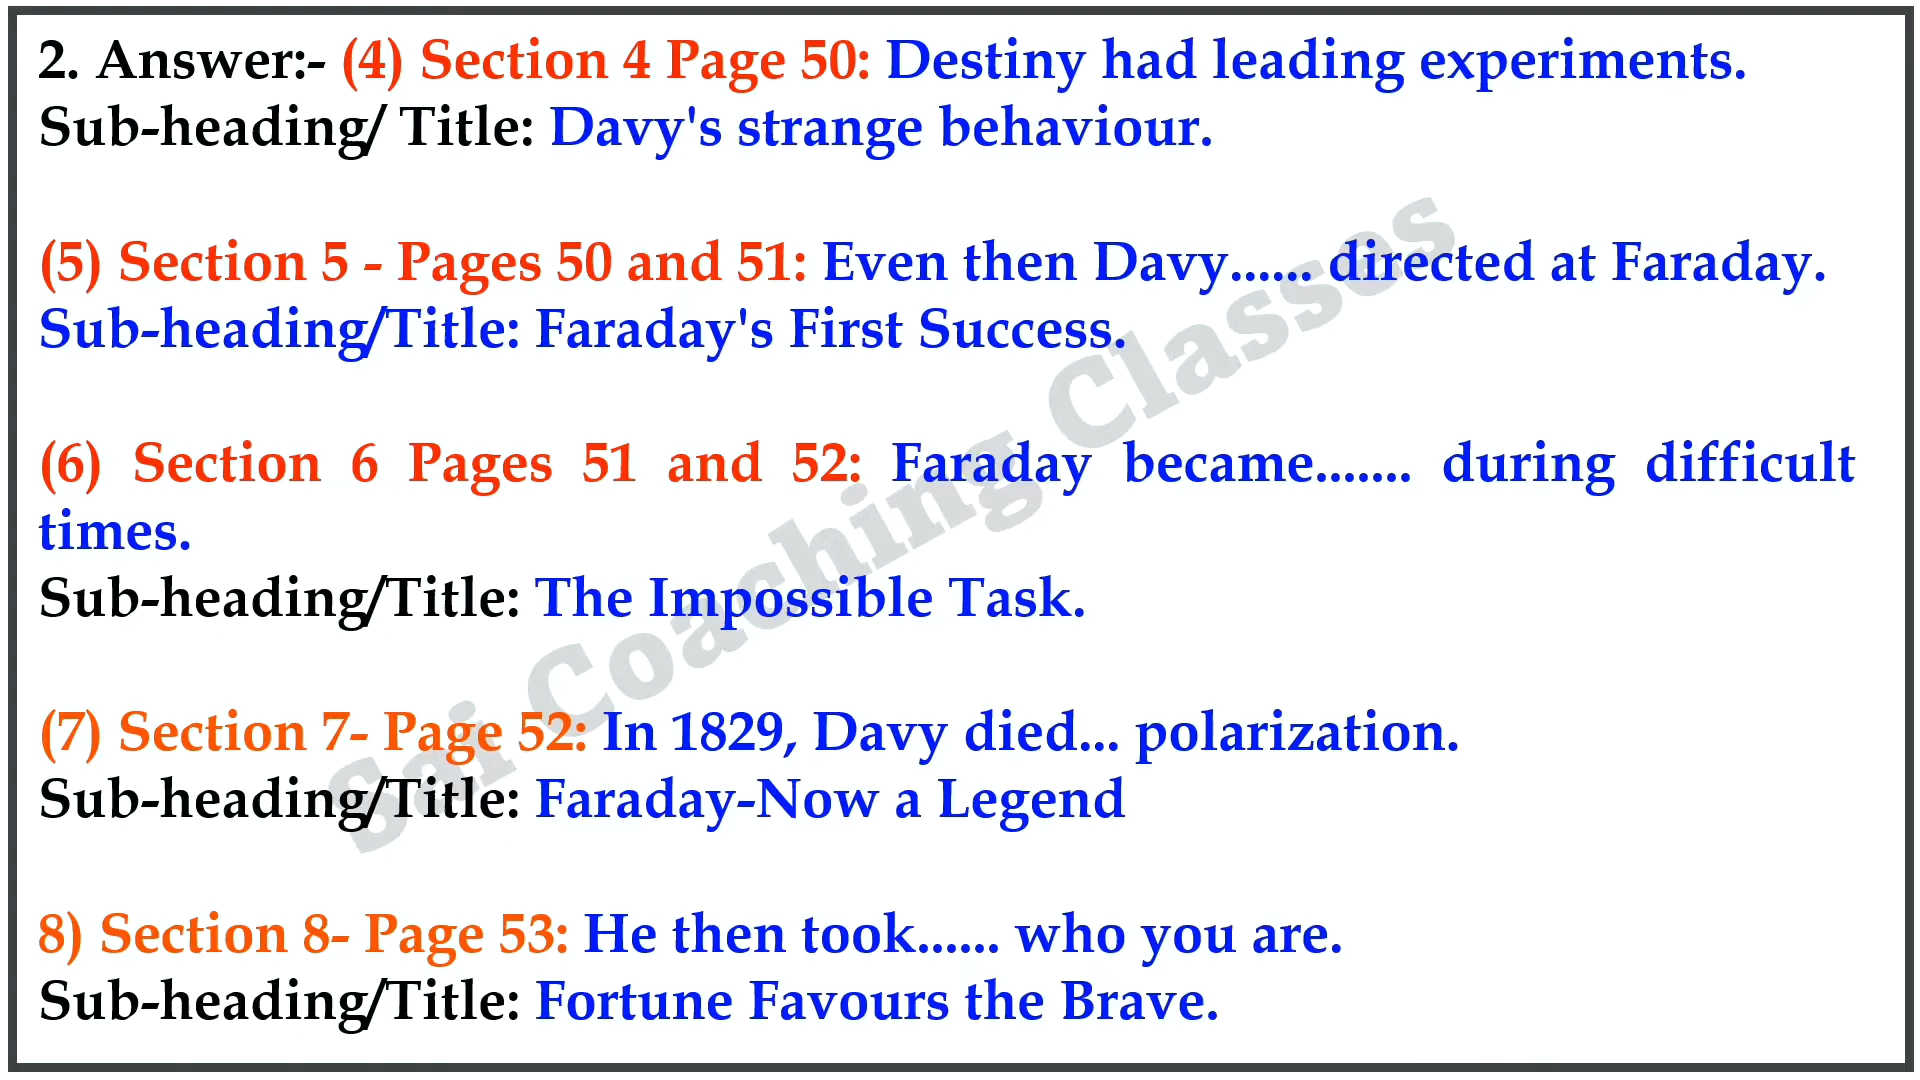 2. Answer:- (4) Section 4 Page 50: Destiny had leading experiments.
Sub-heading/ Title: Davy's strange behaviour.
(5) Section 5 - Pages 50 and 51: Even then Davy...... directed at Faraday.
Sub-heading/Title: Faraday's First Success.
(6) Section 6 Pages 51 and 52: Faraday became....... during difficult
times.
Sub-heading/Title: The Impossible Task.
(7) Section 7- Page 52: In 1829, Davy died... polarization.
Sub-heading/Title: Faraday-Now a Legend
8) Section 8- Page 53: He then took...... who you are.
Sub-heading/Title: Fortune Favours the Brave.
Sai Coaching Classes